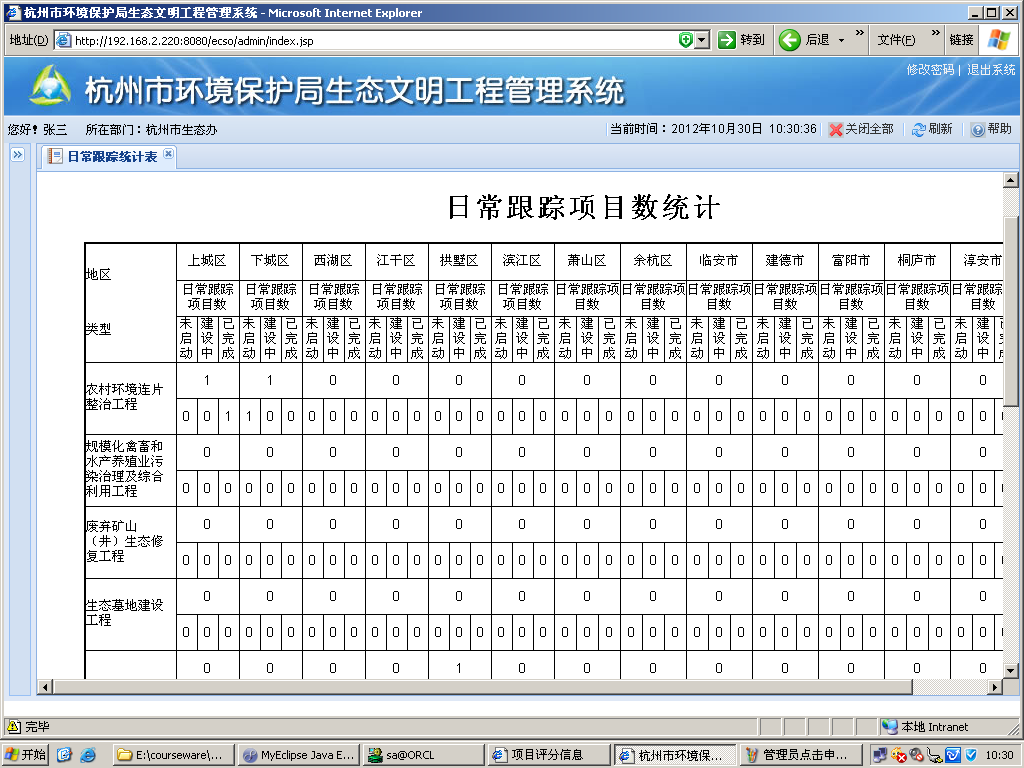 杭州市环境保护局生态文明工程管理系统 - Microsoft Internet Explorer
地址(D) http://192.168.2.220:8080/ecso/admin/index.jsp 转到 后退 » 文件(F) » 链接
杭州市环境保护局生态文明工程管理系统 修改密码 | 退出系统
您好! 张三 所在部门：杭州市生态办 当前时间：2012年10月30日 10:30:36 关闭全部 刷新 帮助
» 日常跟踪统计表
日常跟踪项目数统计
地区 上城区 下城区 西湖区 江干区 拱墅区 滨江区 萧山区 余杭区 临安市 建德市 富阳市 桐庐市 淳安市
日常跟踪项目数 日常跟踪项目数 日常跟踪项目数 日常跟踪项目数 日常跟踪项目数 日常跟踪项目数 日常跟踪项目数 日常跟踪项目数 日常跟踪项目数 日常跟踪项目数 日常跟踪项目数 日常跟踪项目数 日常跟踪项目数
类型 未启动 建设中 已完成 未启动 建设中 已完成 未启动 建设中 已完成 未启动 建设中 已完成 未启动 建设中 已完成 未启动 建设中 已完成 未启动 建设中 已完成 未启动 建设中 已完成 未启动 建设中 已完成 未启动 建设中 已完成 未启动 建设中 已完成 未启动 建设中 已完成 未启动 建设中
农村环境连片整治工程 1 1 0 0 0 0 0 0 0 0 0 0 0
0 0 1 1 0 0 0 0 0 0 0 0 0 0 0 0 0 0 0 0 0 0 0 0 0 0 0 0 0 0 0 0 0 0 0 0 0 0
规模化禽畜和水产养殖业污染治理及综合利用工程 0 0 0 0 0 0 0 0 0 0 0 0 0
0 0 0 0 0 0 0 0 0 0 0 0 0 0 0 0 0 0 0 0 0 0 0 0 0 0 0 0 0 0 0 0 0 0 0 0 0 0
废弃矿山（井）生态修复工程 0 0 0 0 0 0 0 0 0 0 0 0 0
0 0 0 0 0 0 0 0 0 0 0 0 0 0 0 0 0 0 0 0 0 0 0 0 0 0 0 0 0 0 0 0 0 0 0 0 0 0
生态墓地建设工程 0 0 0 0 0 0 0 0 0 0 0 0 0
0 0 0 0 0 0 0 0 0 0 0 0 0 0 0 0 0 0 0 0 0 0 0 0 0 0 0 0 0 0 0 0 0 0 0 0 0 0
0 0 0 0 1 0 0 0 0 0 0 0 0
完毕 本地 Intranet
开始 E:\courseware\... MyEclipse Java E... sa@ORCL 项目评分信息 杭州市环境保... 管理员点击申... 10:30